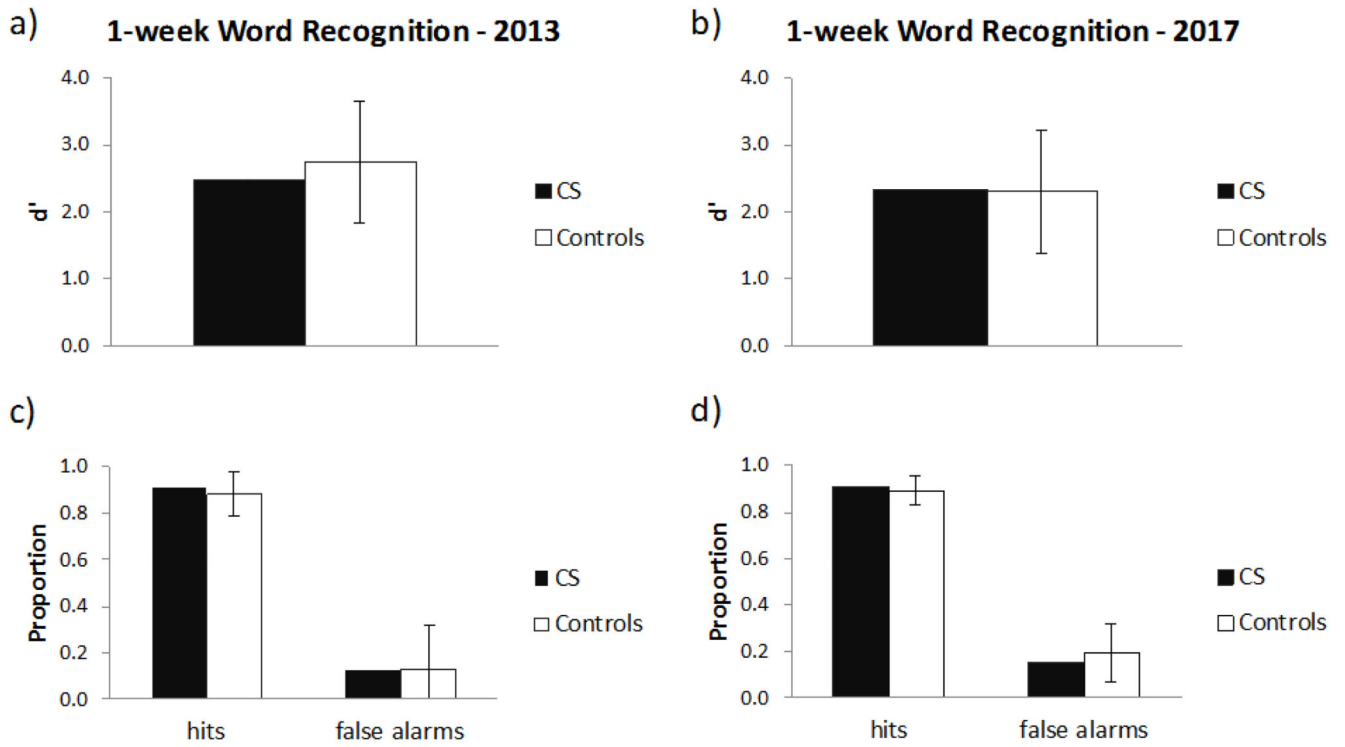 a) 1-week Word Recognition - 2013
4.0
3.0
2.0
1.0
0.0
d'
CS
Controls
b) 1-week Word Recognition - 2017
4.0
3.0
2.0
1.0
0.0
d'
CS
Controls
c)
1.0
0.8
0.6
0.4
0.2
0.0
Proportion
hits false alarms
CS
Controls
d)
1.0
0.8
0.6
0.4
0.2
0.0
Proportion
hits false alarms
CS
Controls